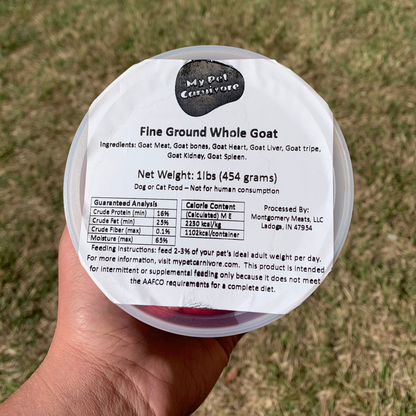 My Pet
Carnivore
Fine Ground Whole Goat
Ingredients: Goat Meat, Goat bones, Goat Heart, Goat Liver, Goat tripe,
Goat Kidney, Goat Spleen.
Net Weight: 1lbs (454 grams)
Dog or Cat Food – Not for human consumption
Guaranteed Analysis
Crude Protein (min) 16%
Crude Fat (min) 25%
Crude Fiber (max) 0.1%
Moisture (max) 65%
Calorie Content
(Calculated) M E
2230 kcal/kg
1102kcal/container
Processed By:
Montgomery Meats, LLC
Ladoga, IN 47954
Feeding Instructions: feed 2-3% of your pet's ideal adult weight per day.
For more information, visit mypetcarnivore.com. This product is intended
for intermittent or supplemental feeding only because it does not meet
the AAFCO requirements for a complete diet.